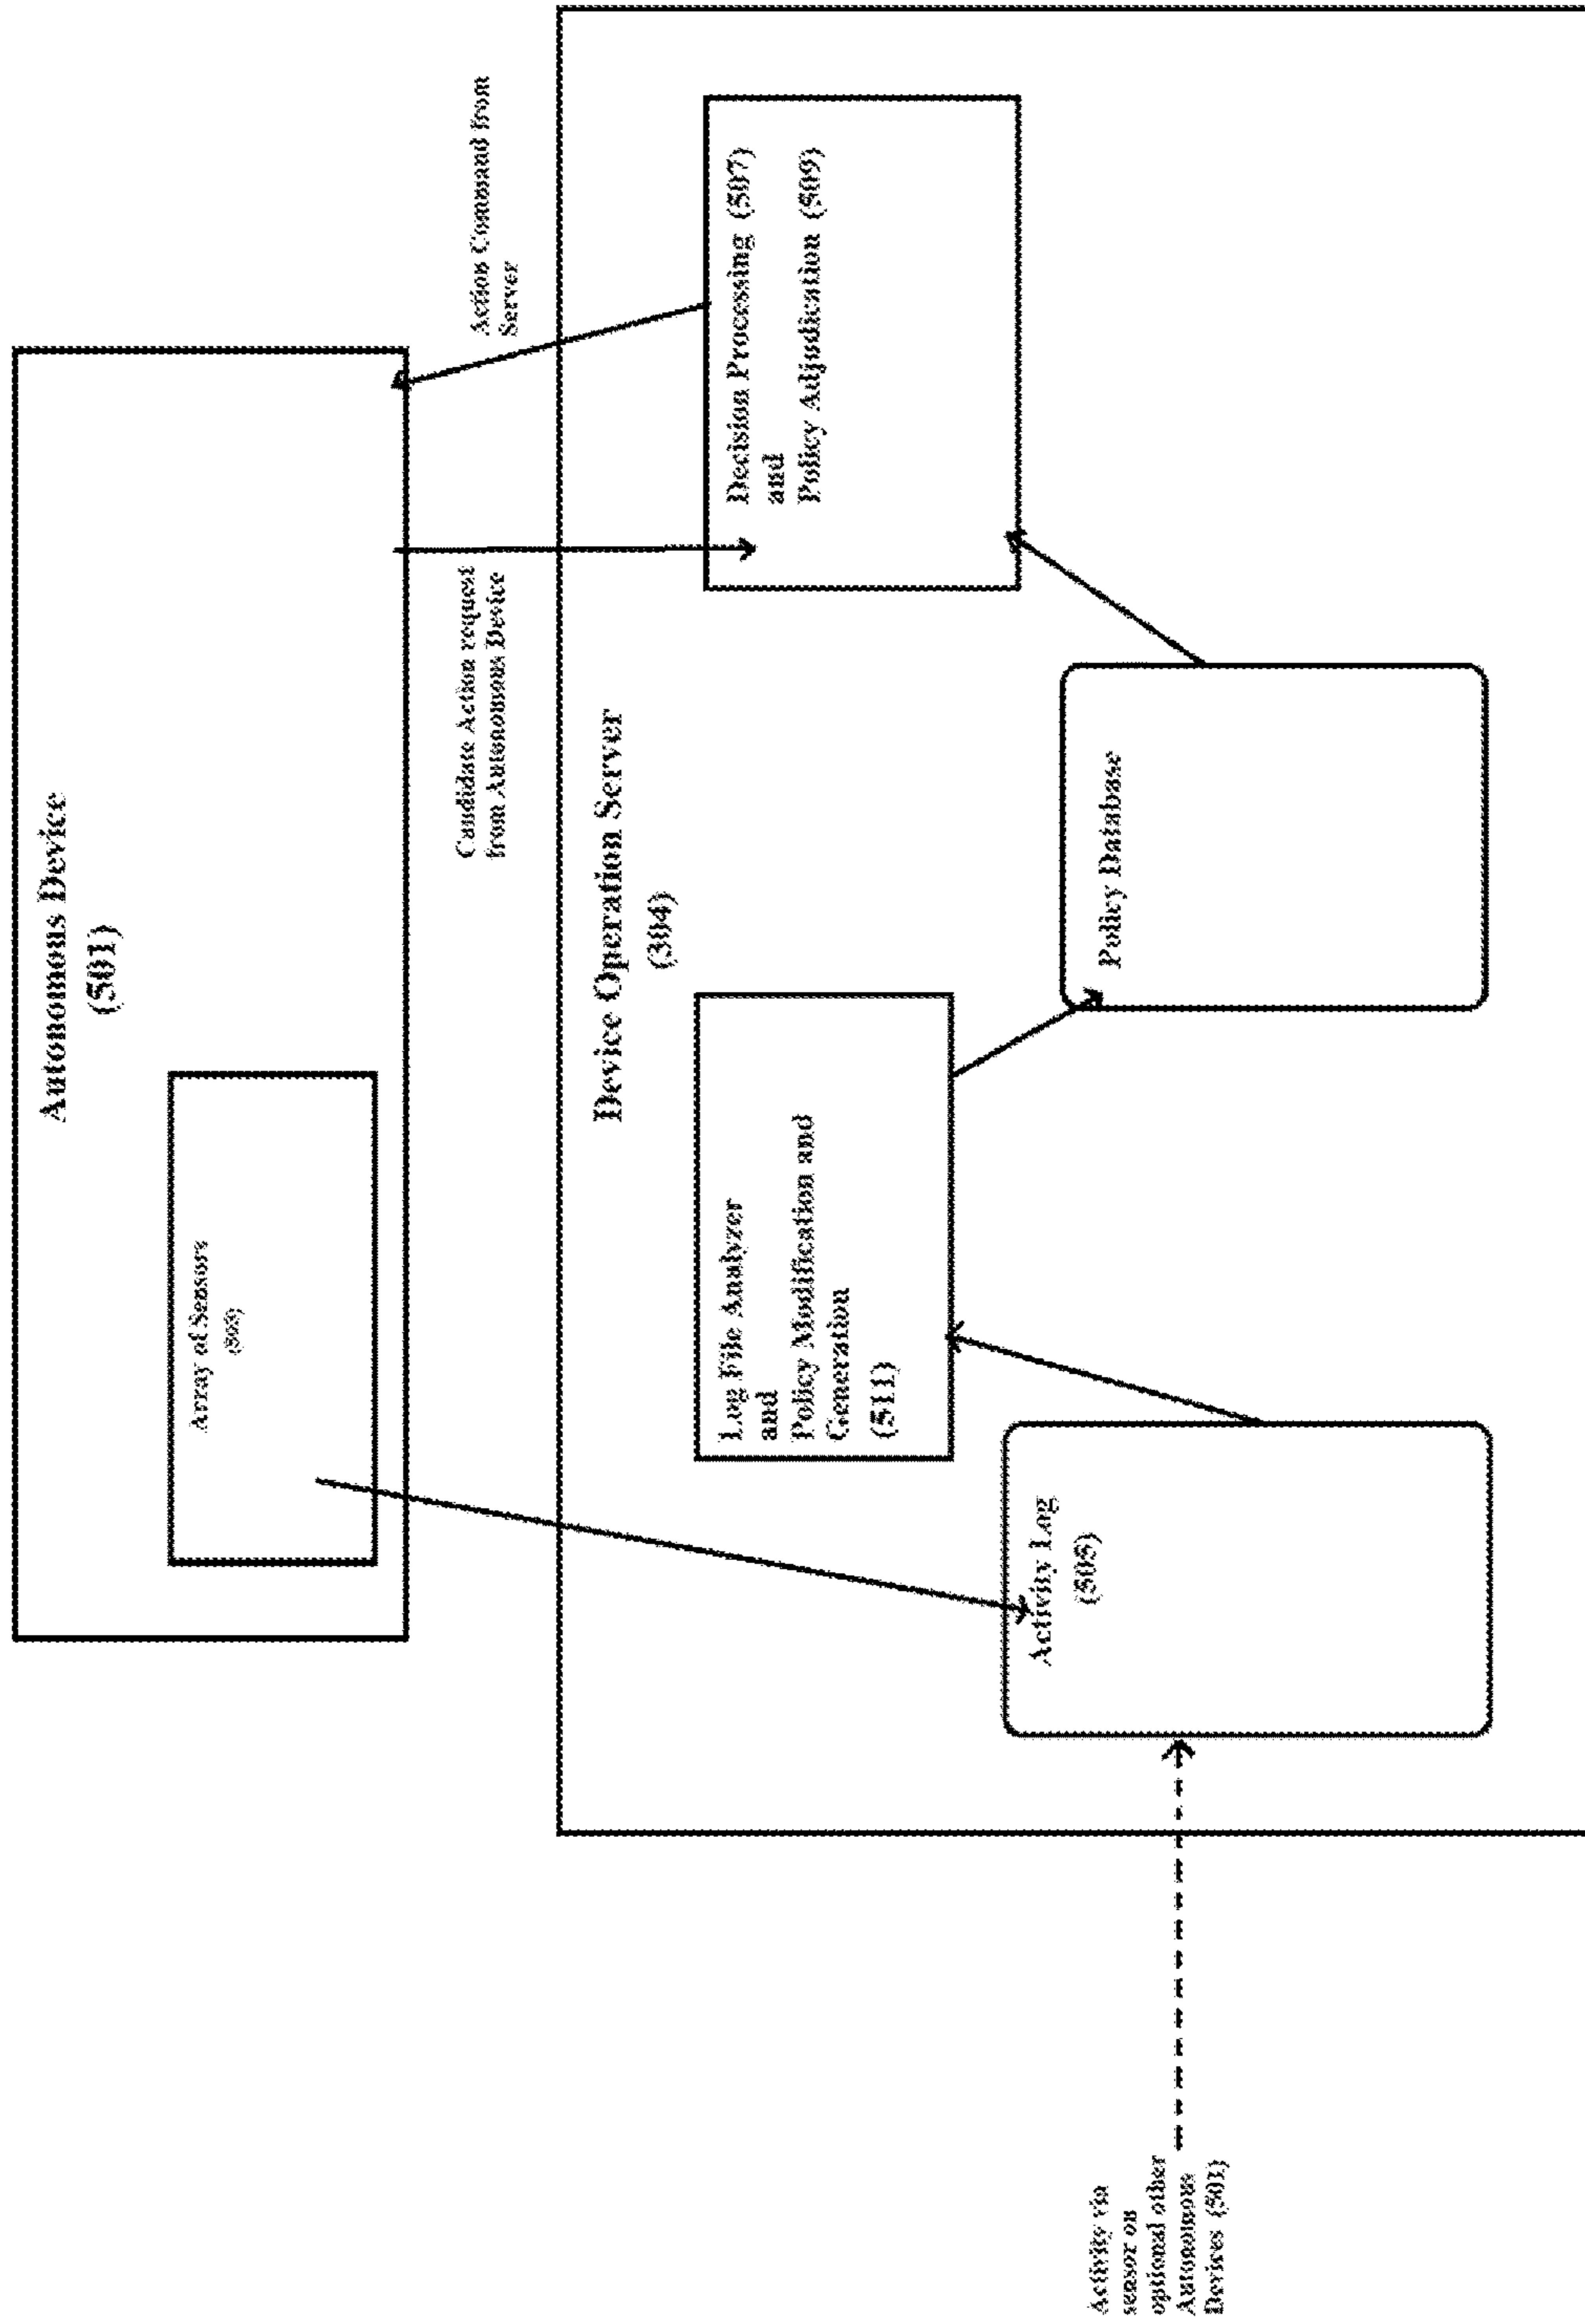 Autonomous Device
(501)
Array of Sensors
(503)
Candidate Action request
from Autonomous Device
Action Command from
Server
Device Operation Server
(304)
Log File Analyzer
and
Policy Modification and
Generation
(511)
Decision Processing (507)
and
Policy Adjudication (509)
Activity Log
(505)
Policy Database
Activity via
sensor on
optional other
Autonomous
Devices (501)